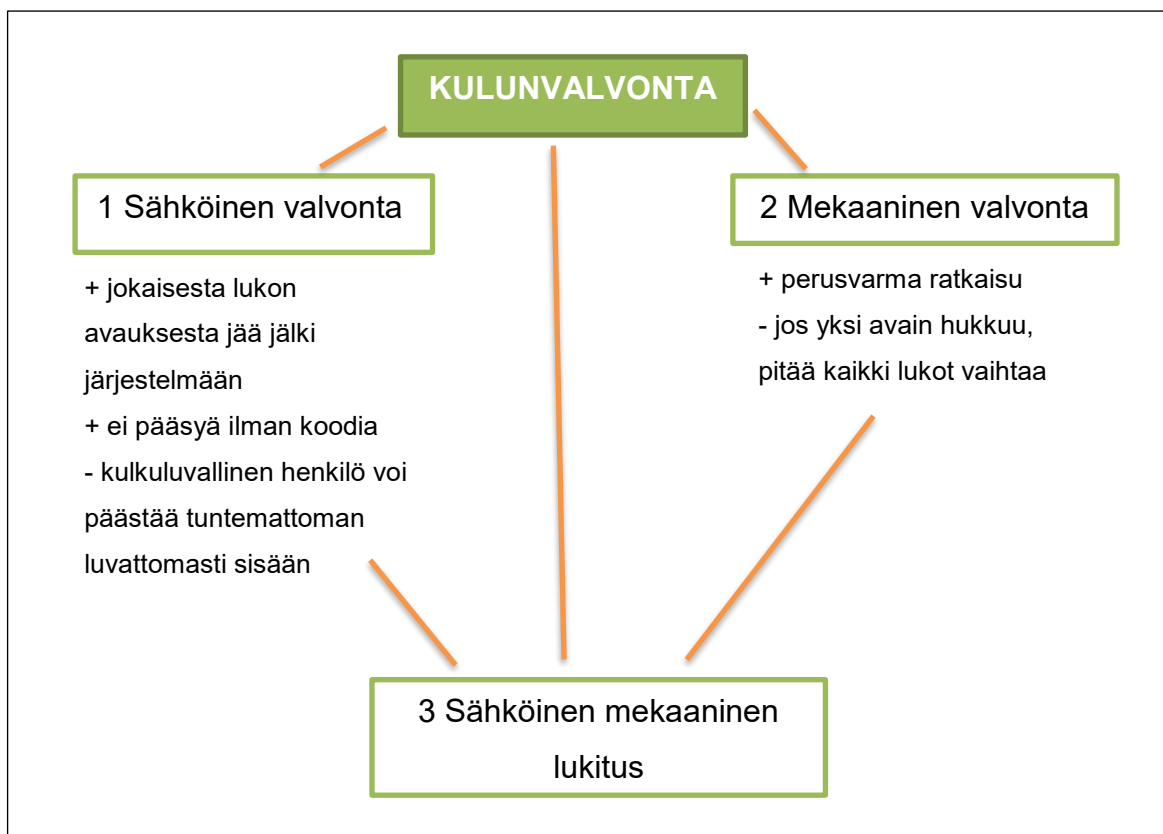 KULUNVALVONTA
1 Sähköinen valvonta
+ jokaisesta lukon
avauksesta jää jälki
järjestelmään
+ ei pääsyä ilman koodia
- kulkuluvallinen henkilö voi
päästää tuntemattoman
luvattomasti sisään
2 Mekaaninen valvonta
+ perusvarma ratkaisu
- jos yksi avain hukkuu,
pitää kaikki lukot vaihtaa
3 Sähköinen mekaaninen
lukitus